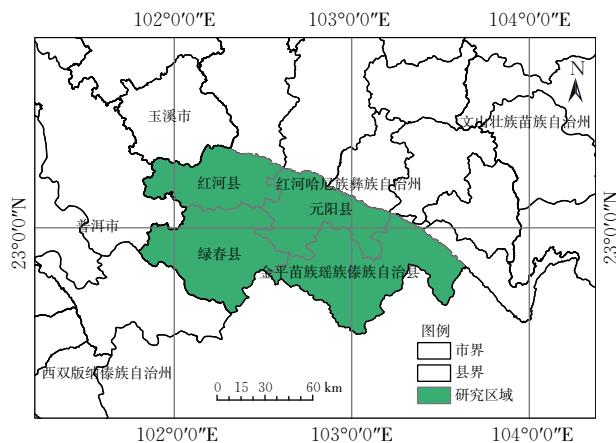 102°0′0″E 103°0′0″E 104°0′0″E
N
玉溪市
文山壮族苗族自治州
红河县
红河哈尼族彝族自治州
元阳县
23°0′0″N
23°0′0″N
普洱市
绿春县
金平苗族瑶族傣族自治县
图例
市界
县界
研究区域
西双版纳傣族自治州
0 15 30 60 km
102°0′0″E 103°0′0″E 104°0′0″E